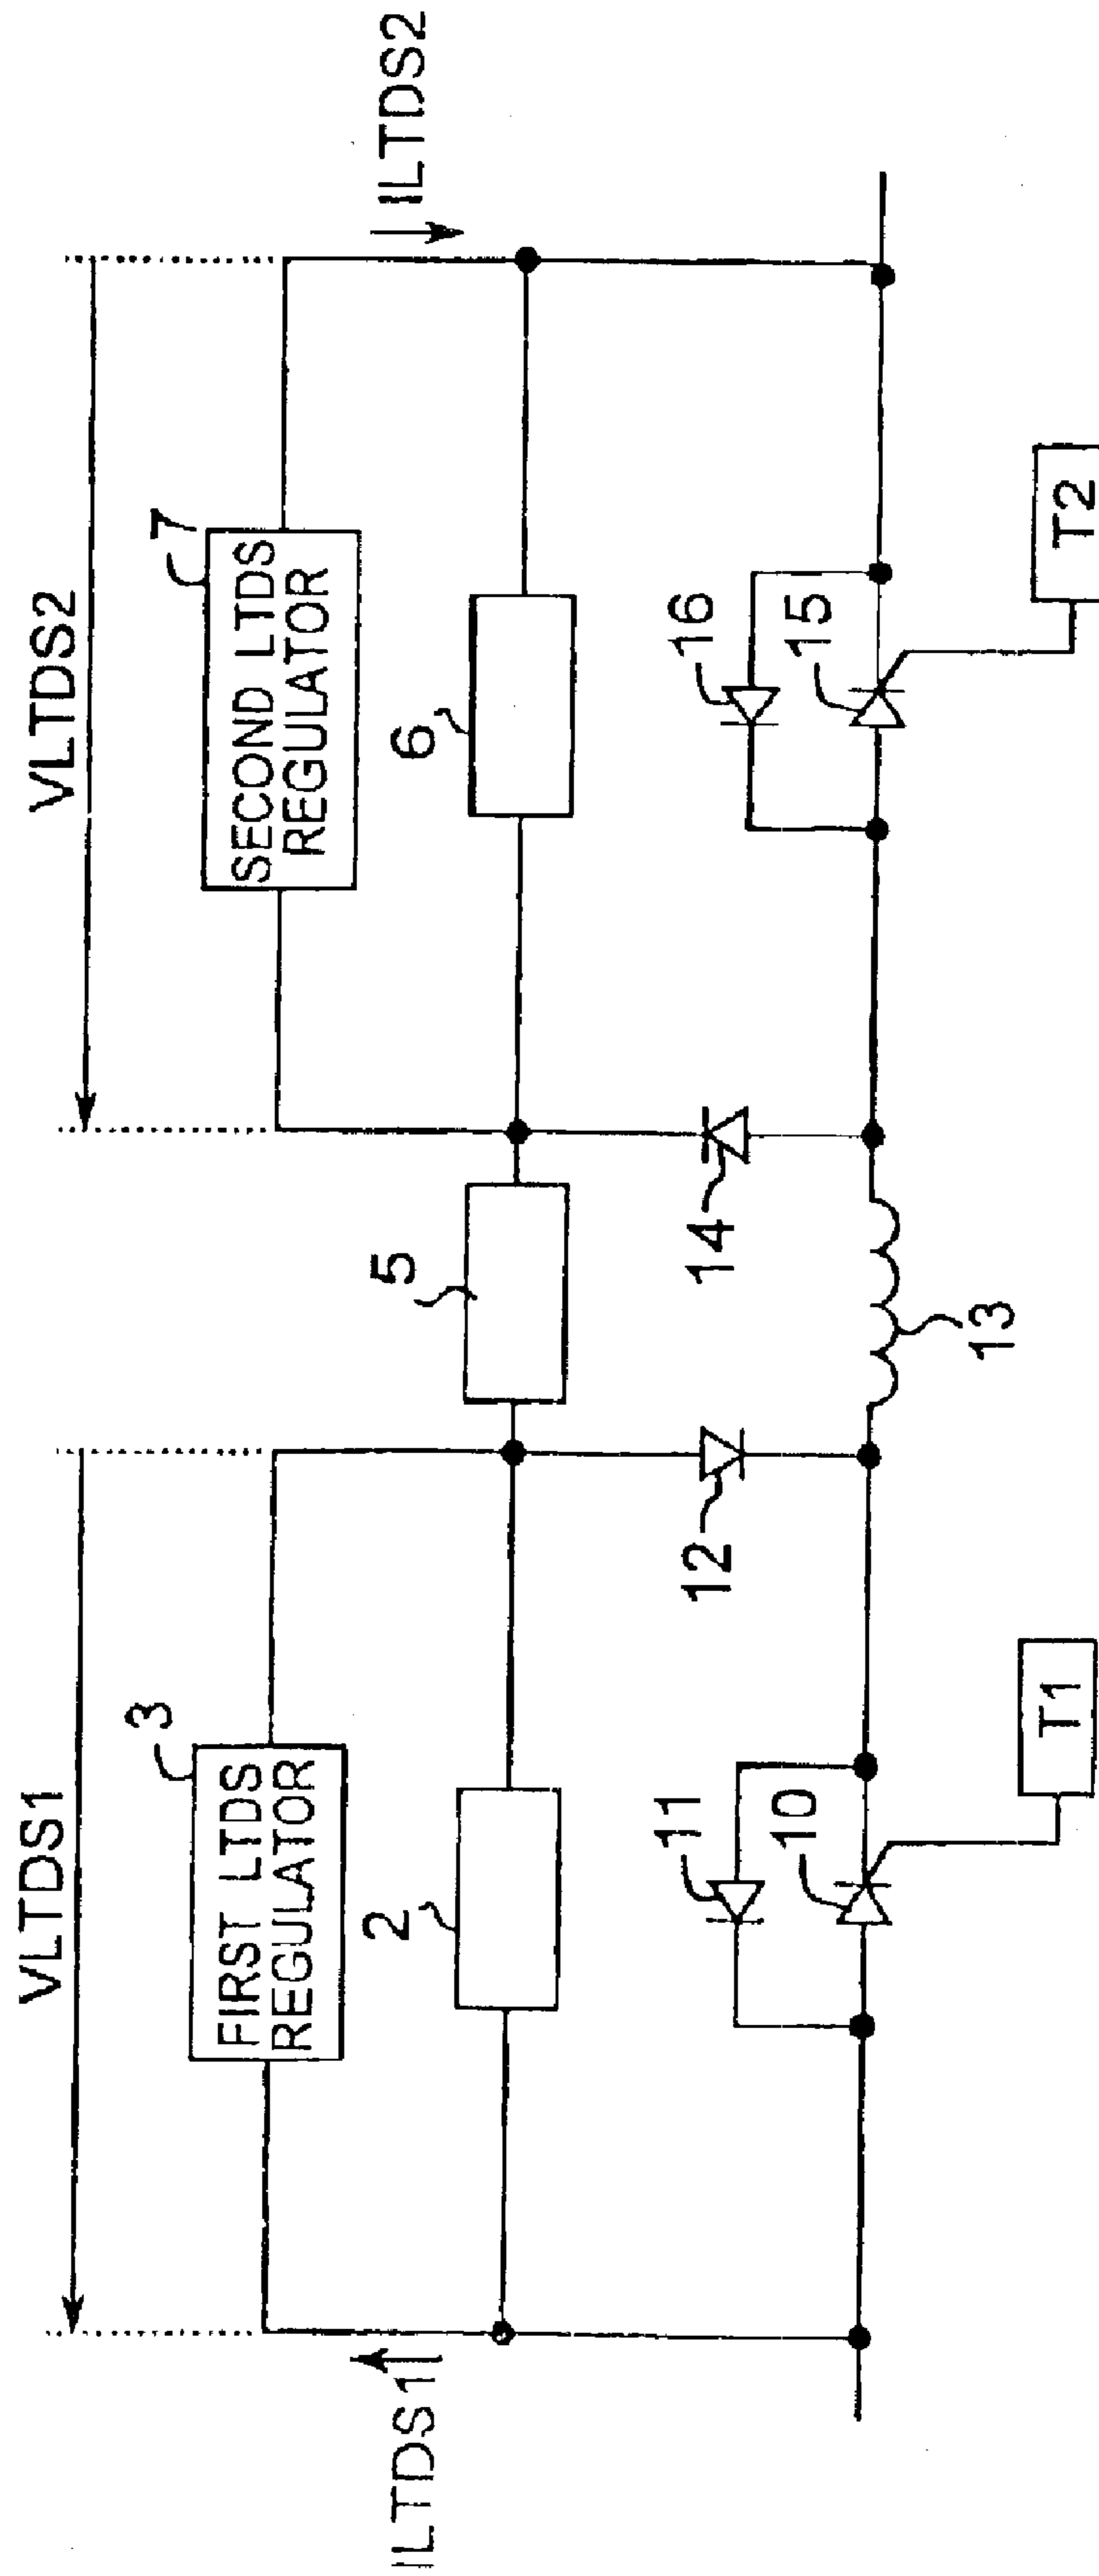 VLTDS1
VLTDS2
3
FIRST LTDS
REGULATOR
7
SECOND LTDS
REGULATOR
ILTDS1
ILTDS2
2
5
6
11
10
12
14
16
15
13
T1
T2